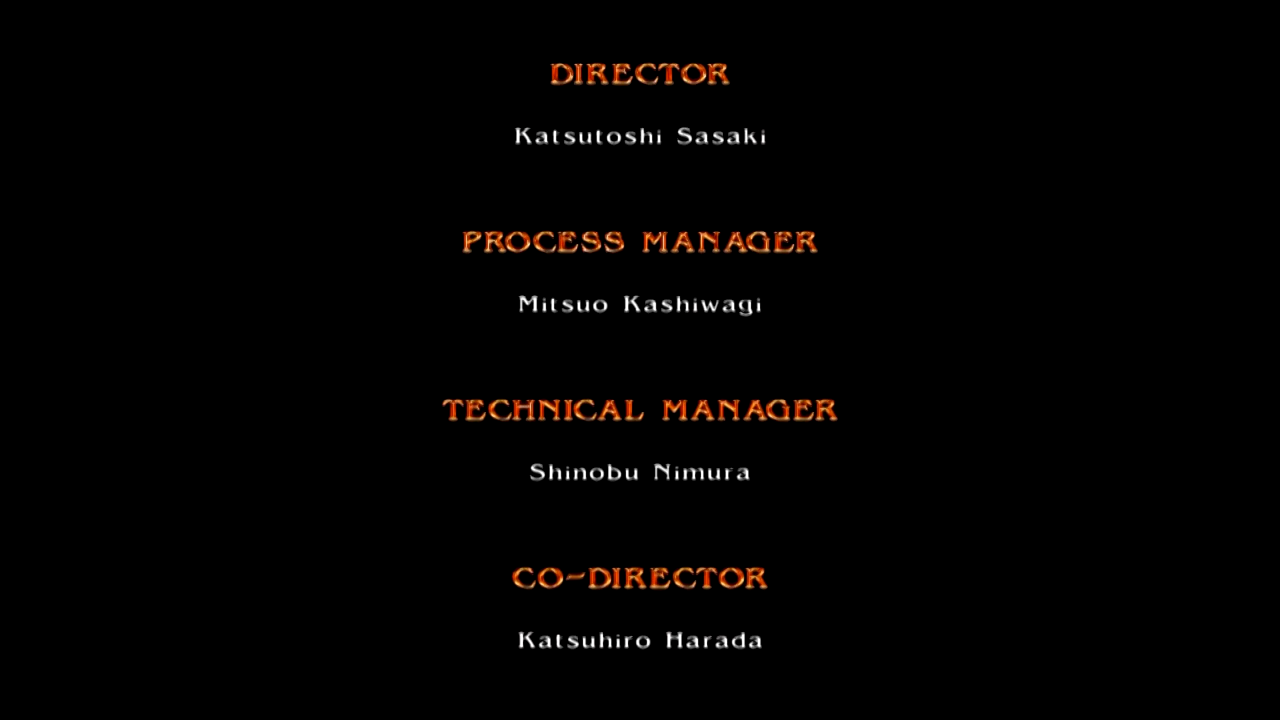 DIRECTOR
Katsutoshi Sasaki
PROCESS MANAGER
Mitsuo Kashiwagi
TECHNICAL MANAGER
Shinobu Nimura
CO-DIRECTOR
Katsuhiro Harada